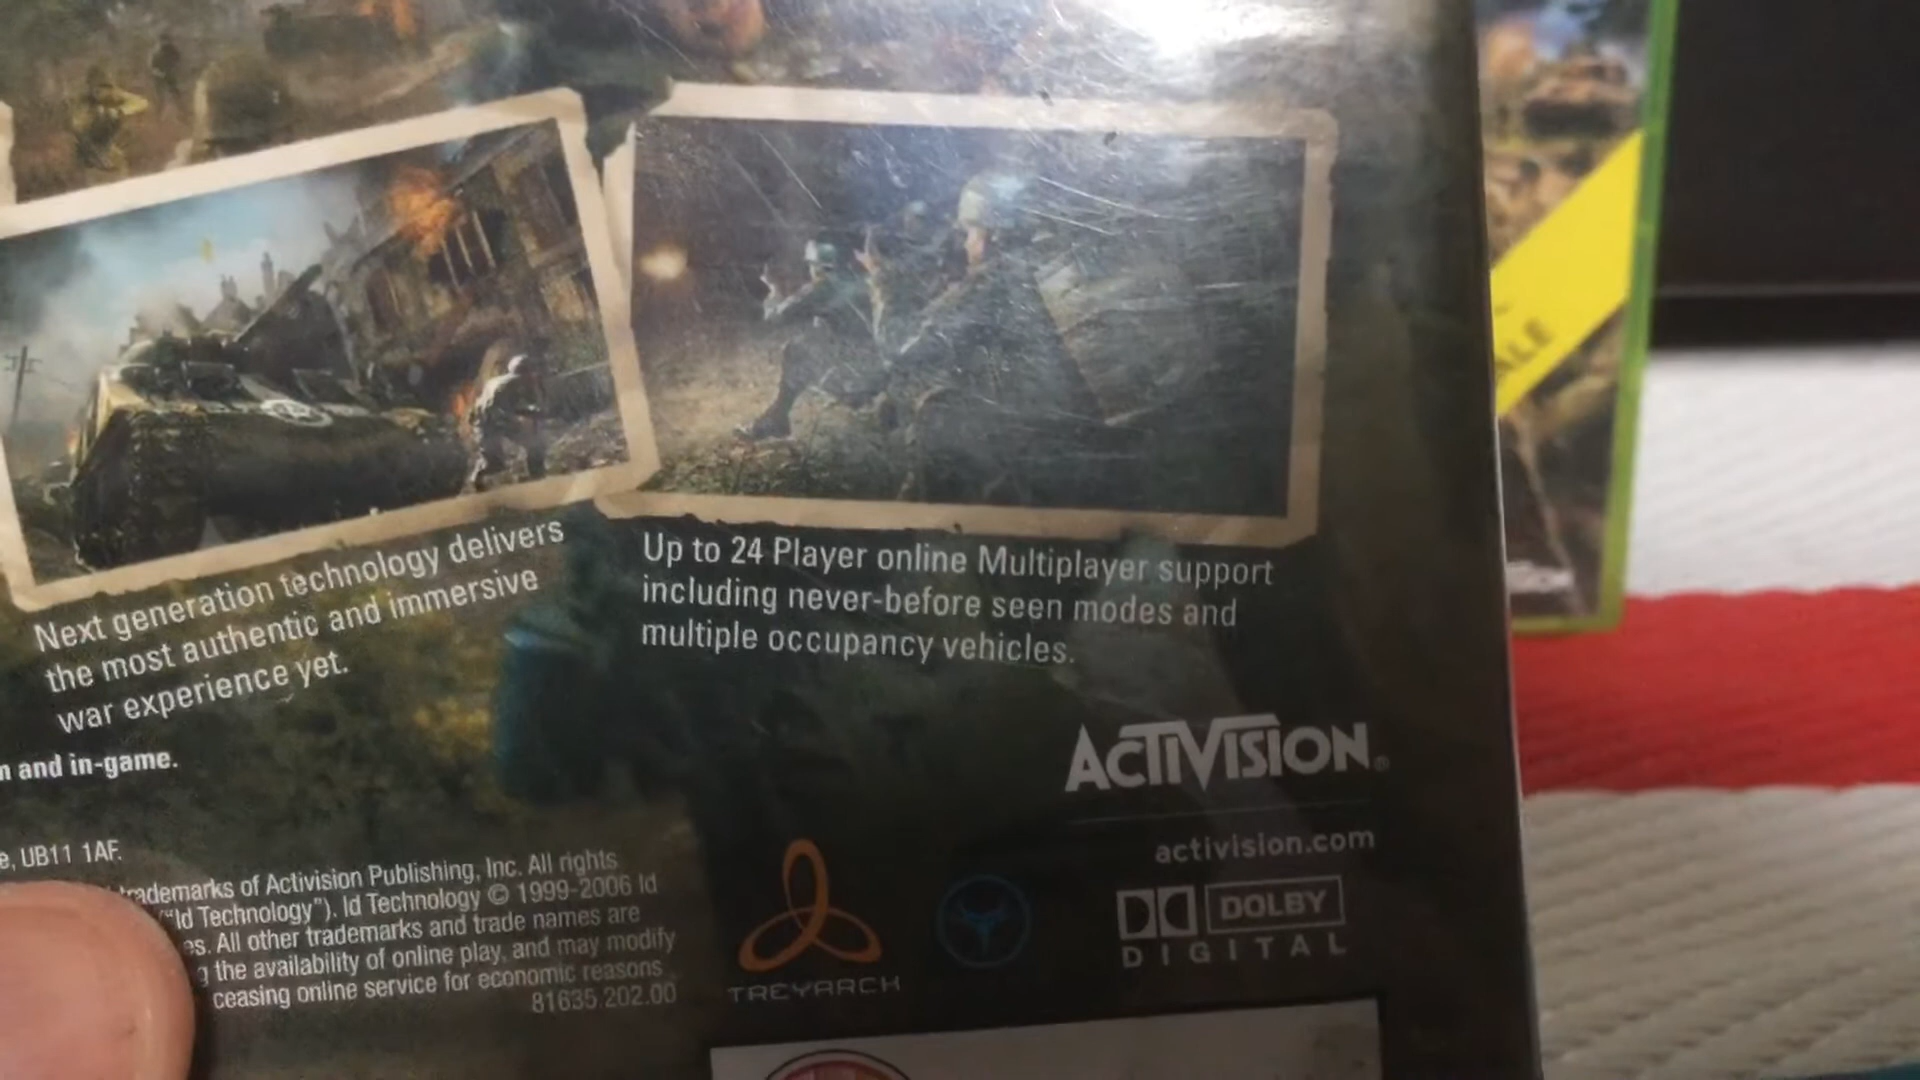 Next generation technology delivers
the most authentic and immersive
war experience yet.
Up to 24 Player online Multiplayer support
including never-before seen modes and
multiple occupancy vehicles.
and in-game.
ACTIVISION®
activision.com
UB11 1AF.
trademarks of Activision Publishing, Inc. All rights
("Id Technology"). Id Technology © 1999-2006 Id
All other trademarks and trade names are
the availability of online play, and may modify
ceasing online service for economic reasons
81635.202.00
TREYARCH
DOLBY
DIGITAL
ALE